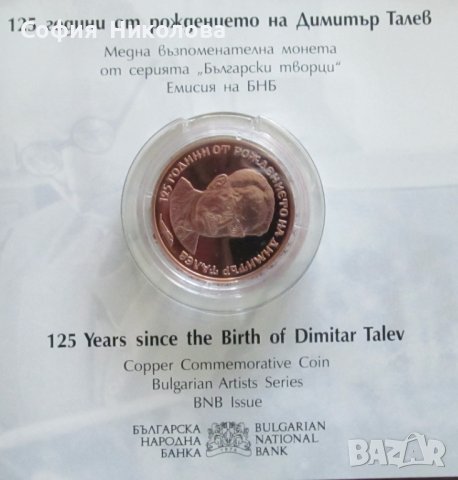 125 години от рождението на Димитър Талев
София Николова
Медна възпоменателна монета
от серията „Български творци“
Емисия на БНБ
125 ГОДИНИ ОТ РОЖДЕНИЕТО НА ДИМИТЪР ТАЛЕВ
125 Years since the Birth of Dimitar Talev
Copper Commemorative Coin
Bulgarian Artists Series
BNB Issue
БЪЛГАРСКА
НАРОДНА
БАНКА
BULGARIAN
NATIONAL
BANK
BAZAR